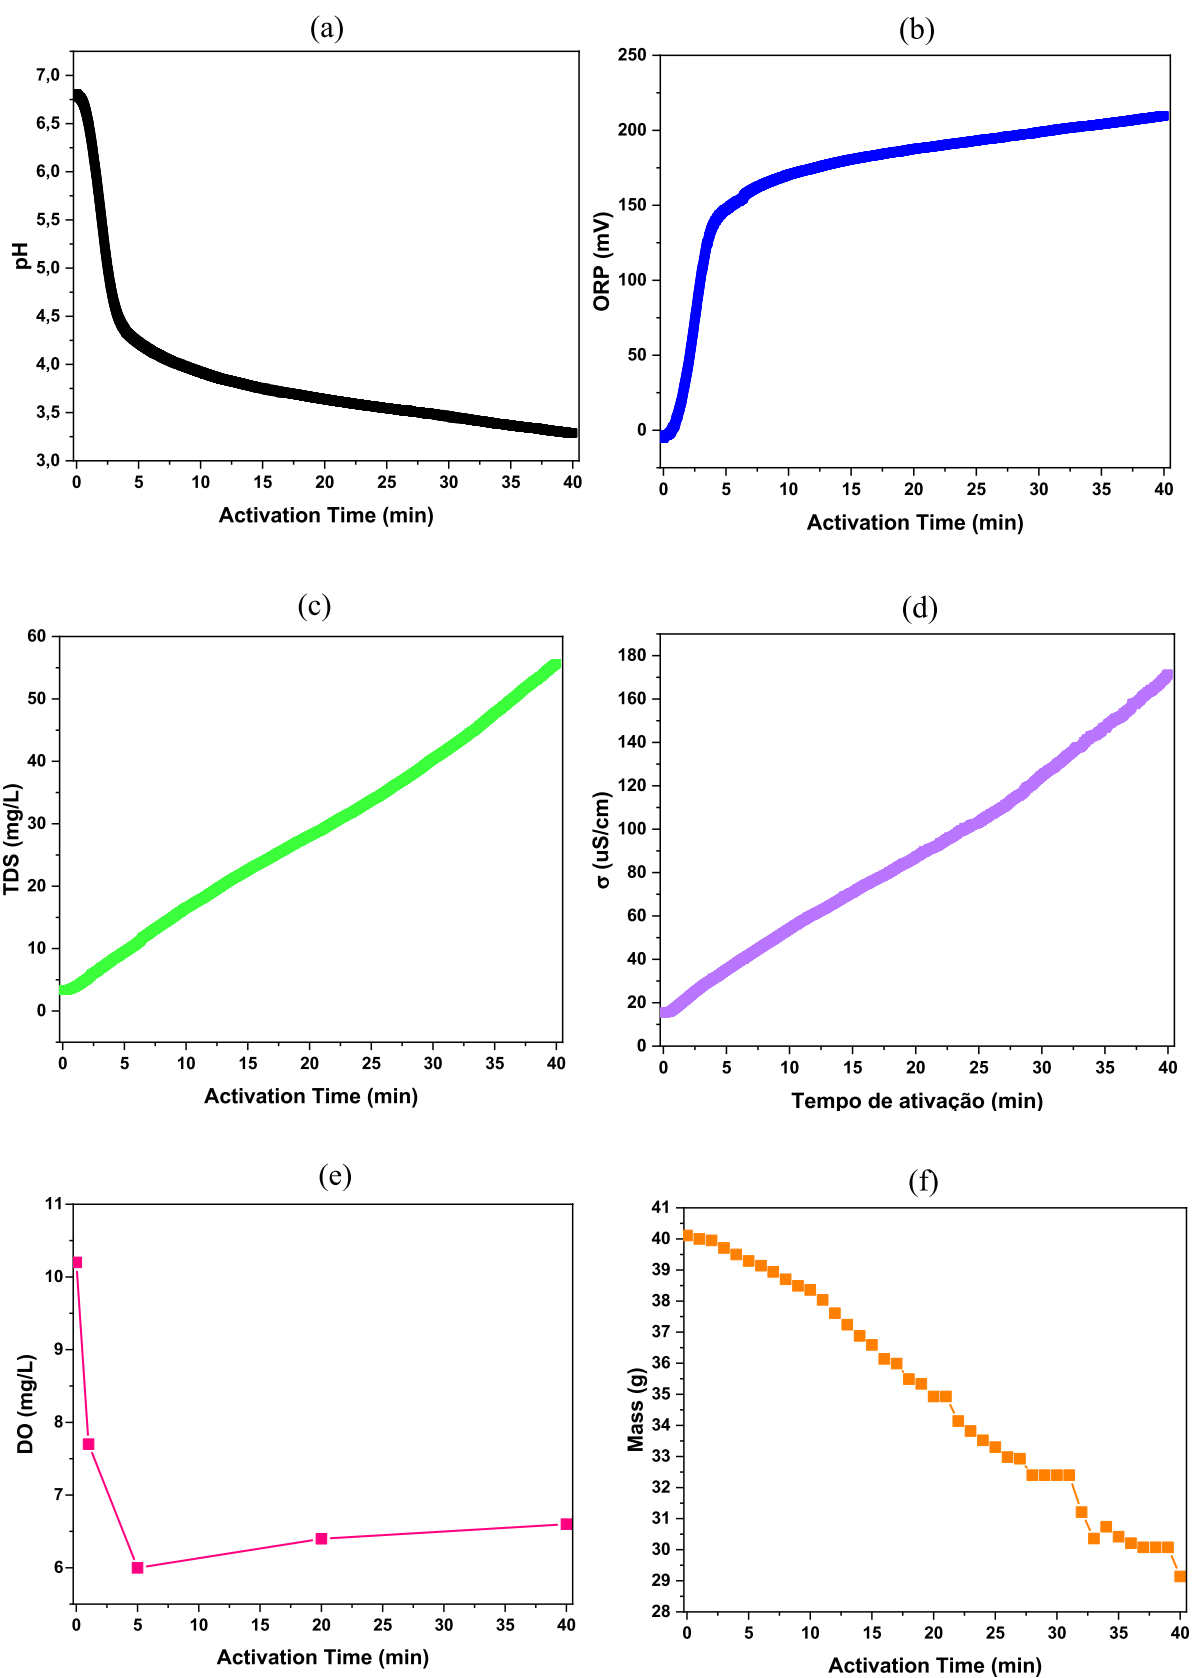 (a)
7,0
6,5
6,0
5,5
5,0
4,5
4,0
3,5
3,0
pH
0 5 10 15 20 25 30 35 40
Activation Time (min)
(b)
250
200
150
100
50
0
ORP (mV)
0 5 10 15 20 25 30 35 40
Activation Time (min)
(c)
60
50
40
30
20
10
0
TDS (mg/L)
0 5 10 15 20 25 30 35 40
Activation Time (min)
(d)
180
160
140
120
100
80
60
40
20
0
σ (uS/cm)
0 5 10 15 20 25 30 35 40
Tempo de ativação (min)
(e)
11
10
9
8
7
6
DO (mg/L)
0 5 10 15 20 25 30 35 40
Activation Time (min)
(f)
41
40
39
38
37
36
35
34
33
32
31
30
29
28
Mass (g)
0 5 10 15 20 25 30 35 40
Activation Time (min)